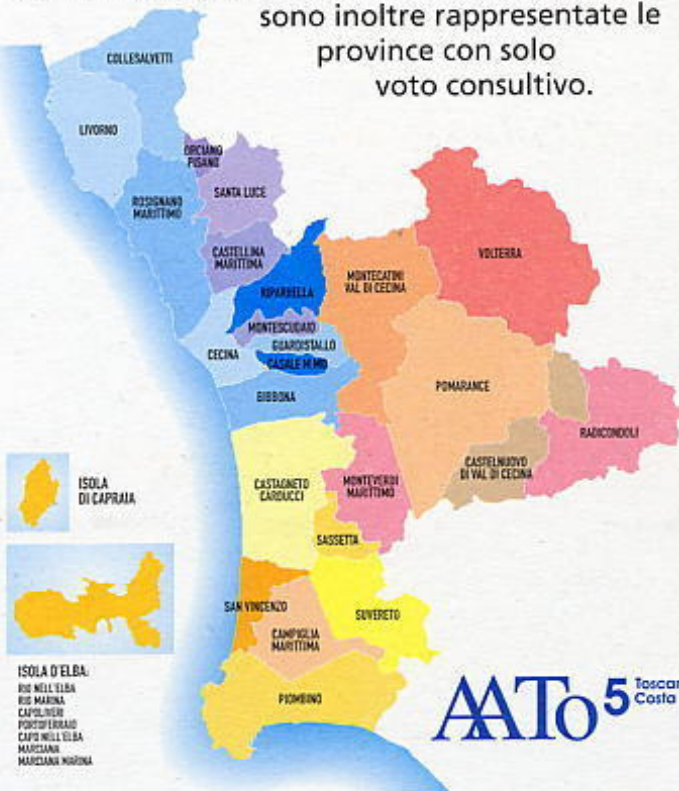 sono inoltre rappresentate le
province con solo
voto consultivo.
COLLESALVETTI
LIVORNO
ORCIANO
PISANO
SANTA LUCE
ROSIGNANO
MARITTIMO
CASTELLINA
MARITTIMA
VOLTERRA
MONTECATINI
VAL DI CECINA
RIPARBELLA
MONTESCUDAIO
GUARDISTALLO
CECINA
CASALE M.MO
POMARANCE
BIBBONA
RADICONDOLI
CASTELNUOVO
DI VAL DI CECINA
ISOLA
DI CAPRAIA
CASTAGNETO
CARDUCCI
MONTEVERDI
MARITTIMO
SASSETTA
SAN VINCENZO
SUVERETO
CAMPIGLIA
MARITTIMA
PIOMBINO
ISOLA D'ELBA:
RIO NELL'ELBA
RIO MARINA
CAPOLIVERI
PORTOFERRAIO
CAPO NELL'ELBA
MARCIANA
MARCIANA MARINA
AATo 5 Toscana
Costa